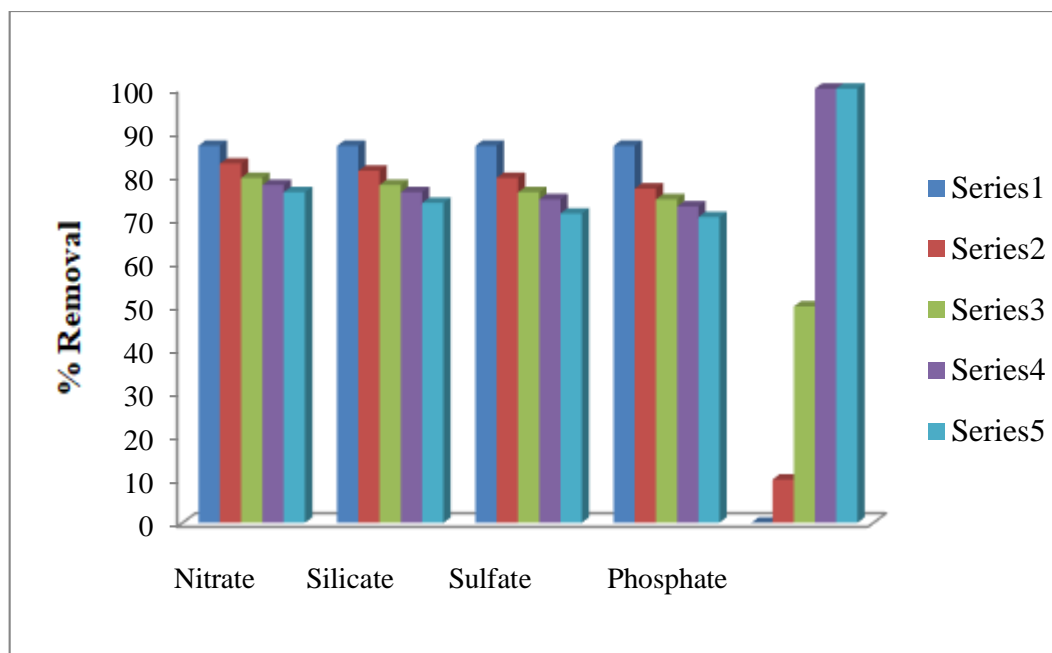 % Removal
100
90
80
70
60
50
40
30
20
10
0
Nitrate Silicate Sulfate Phosphate
Series1
Series2
Series3
Series4
Series5